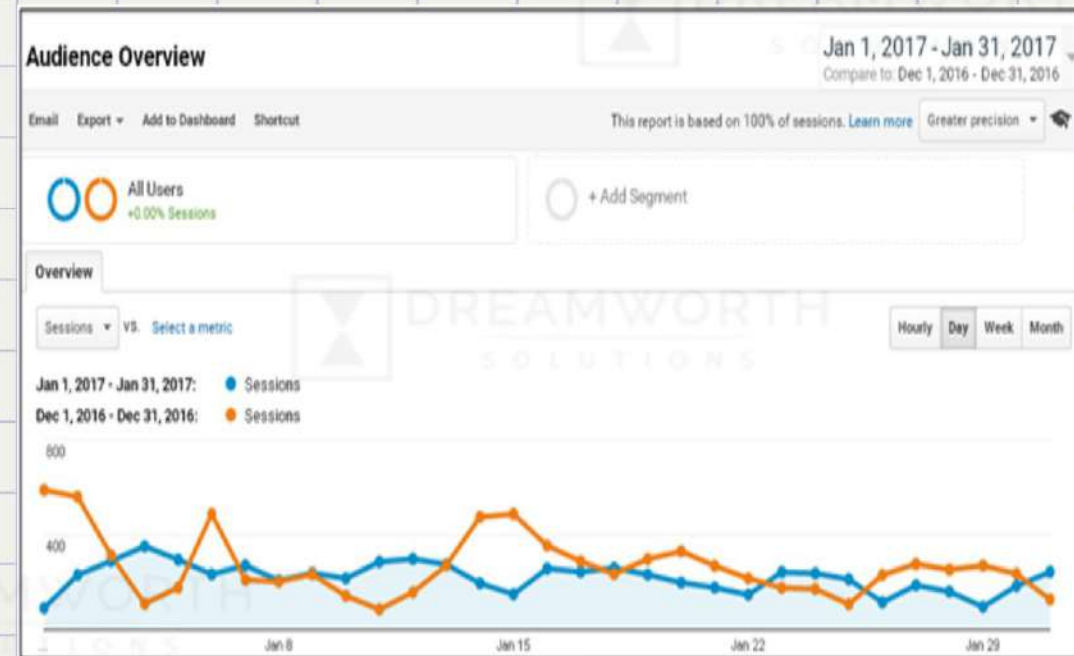 Audience Overview
Jan 1, 2017 - Jan 31, 2017
Compare to: Dec 1, 2016 - Dec 31, 2016
Email Export Add to Dashboard Shortcut
This report is based on 100% of sessions. Learn more Greater precision
All Users
+0.00% Sessions
+ Add Segment
Overview
Sessions VS. Select a metric
Hourly Day Week Month
DREAMWORTH
SOLUTIONS
Jan 1, 2017 - Jan 31, 2017: Sessions
Dec 1, 2016 - Dec 31, 2016: Sessions
800
400
Jan 8 Jan 15 Jan 22 Jan 29